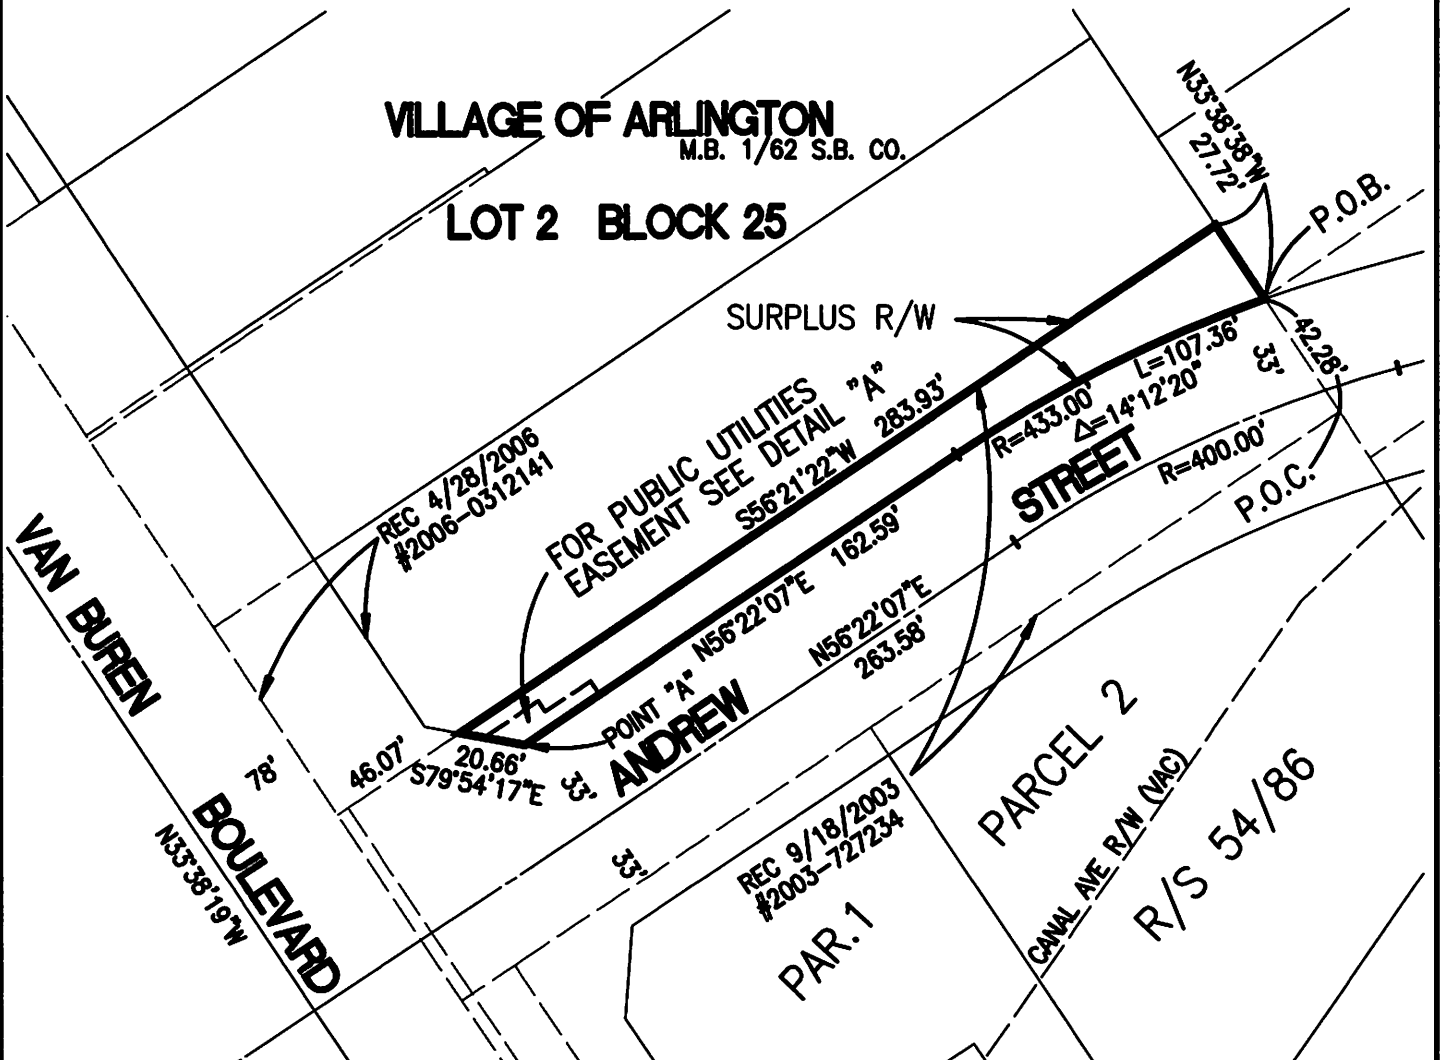 VILLAGE OF ARLINGTON
M.B. 1/62 S.B. CO.
LOT 2 BLOCK 25
N33°38'38"W
27.72'
P.O.B.
SURPLUS R/W
42.28'
33'
L=107.36'
Δ=14°12'20"
R=433.00'
R=400.00'
P.O.C.
STREET
FOR PUBLIC UTILITIES
EASEMENT SEE DETAIL "A"
S56°21'22"W 283.93'
REC 4/28/2006
#2006-0312141
N56°22'07"E 162.59'
N56°22'07"E
263.58'
VAN BUREN
BOULEVARD
N33°38'19"W
78'
46.07'
20.66'
S79°54'17"E
33'
POINT "A"
ANDREW
33'
REC 9/18/2003
#2003-727234
PARCEL 2
PAR.1
CANAL AVE R/W (VAC)
R/S 54/86